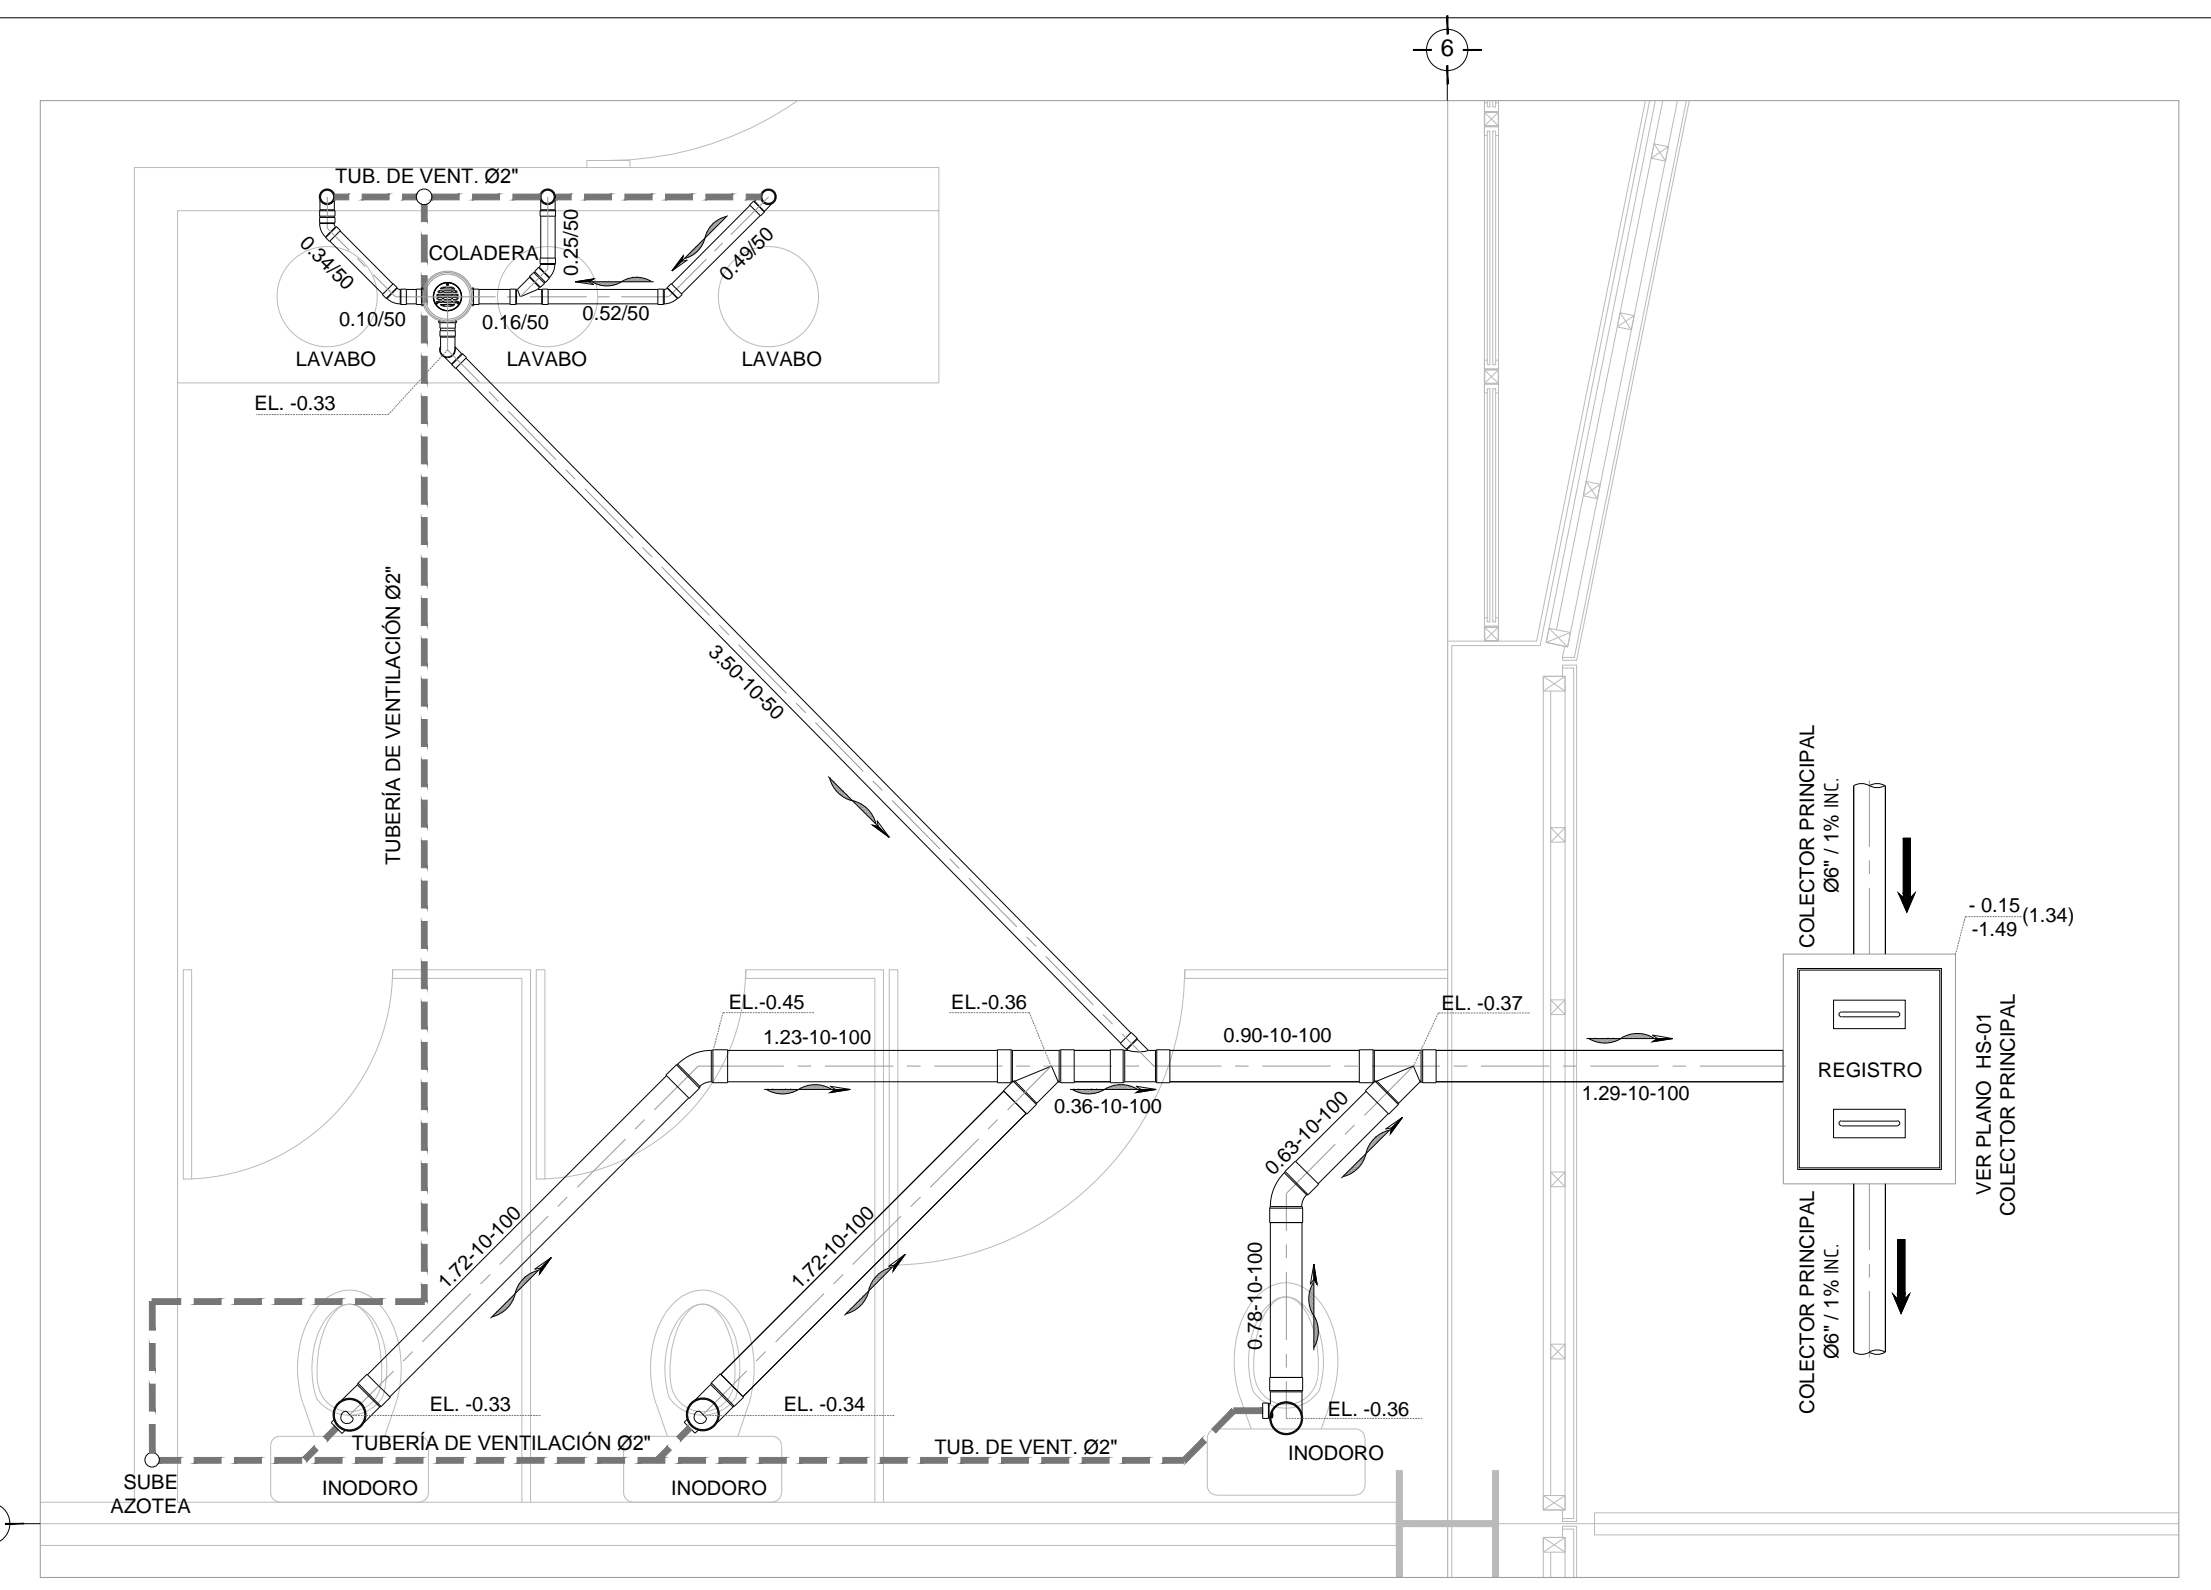 6
TUB. DE VENT. Ø2"
0.34/50
COLADERA
0.25/50
0.49/50
0.10/50
0.16/50
0.52/50
LAVABO
LAVABO
LAVABO
EL. -0.33
TUBERÍA DE VENTILACIÓN Ø2"
3.50-10-50
COLECTOR PRINCIPAL
Ø6" / 1% INC.
- 0.15
-1.49
(1.34)
EL.-0.45
EL.-0.36
EL. -0.37
1.23-10-100
0.90-10-100
0.36-10-100
1.29-10-100
REGISTRO
VER PLANO HS-01
COLECTOR PRINCIPAL
0.63-10-100
1.72-10-100
1.72-10-100
0.78-10-100
COLECTOR PRINCIPAL
Ø6" / 1% INC.
EL. -0.33
EL. -0.34
EL. -0.36
TUBERÍA DE VENTILACIÓN Ø2"
TUB. DE VENT. Ø2"
INODORO
INODORO
INODORO
SUBE
AZOTEA